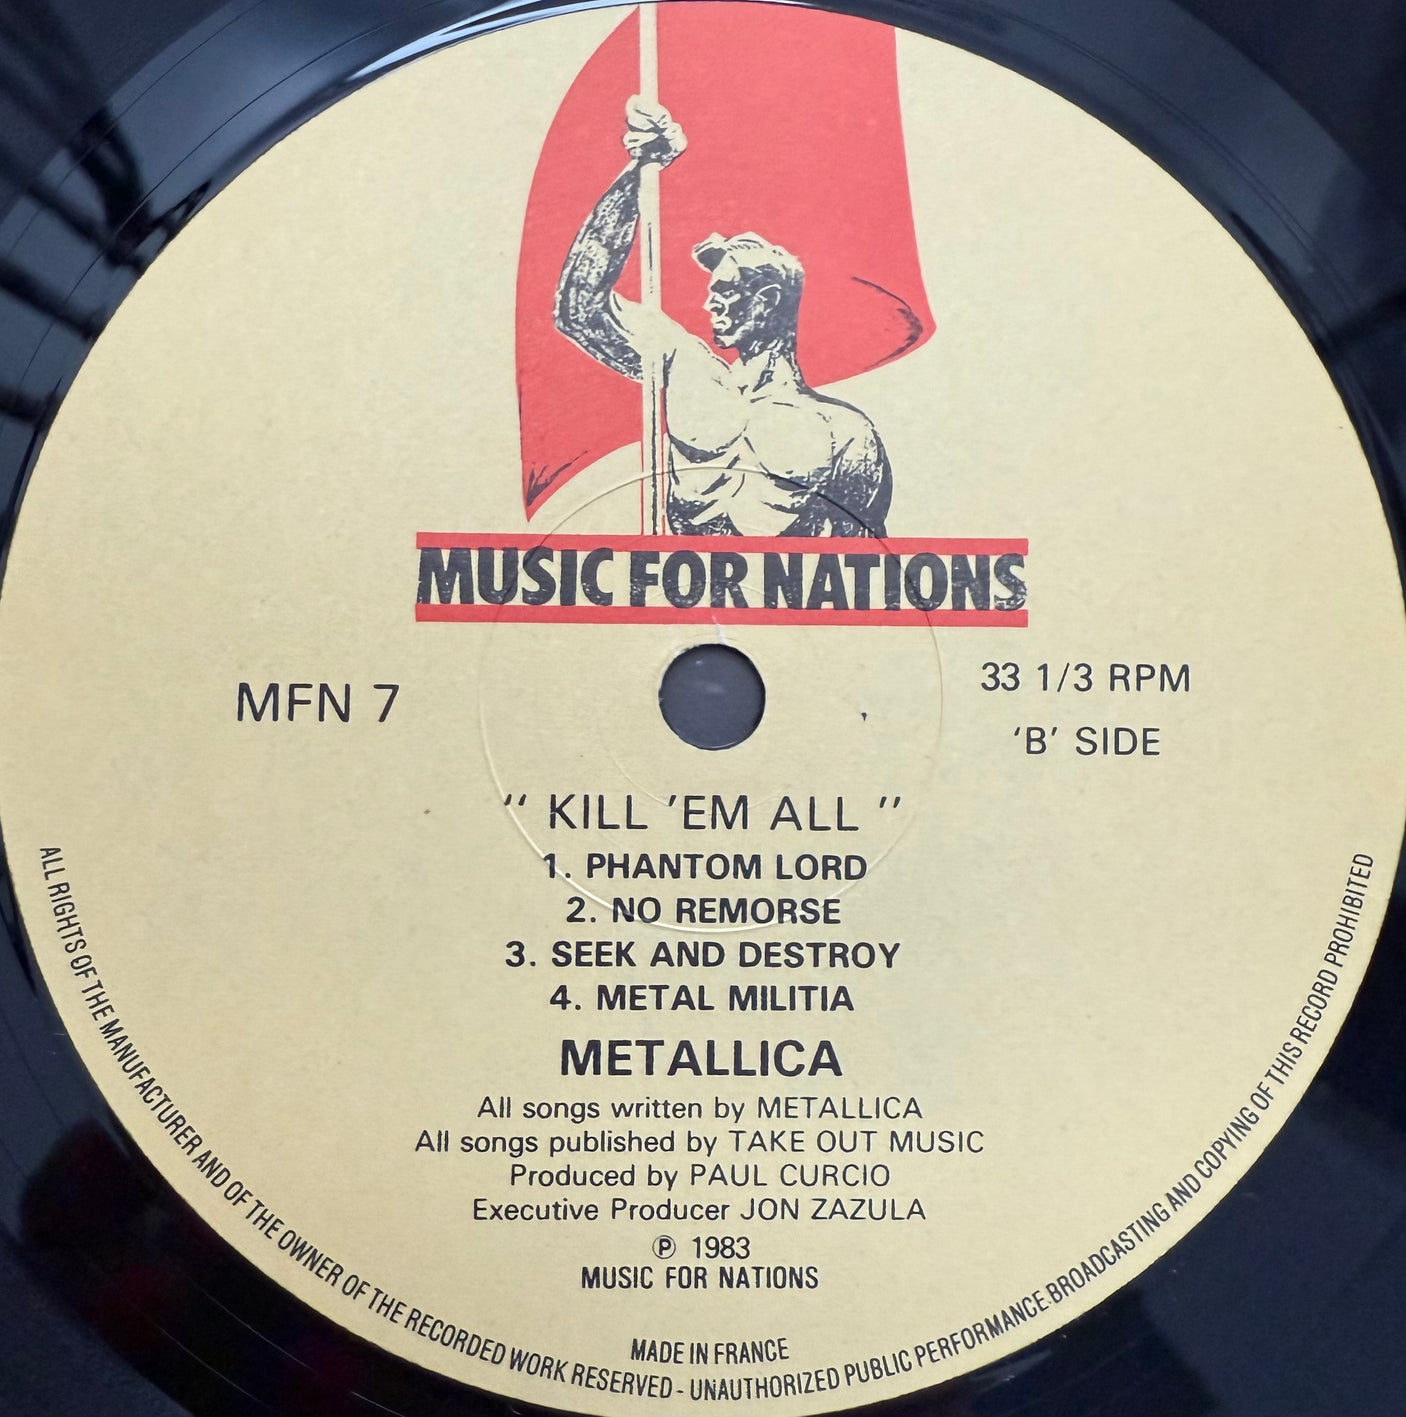 MUSIC FOR NATIONS
MFN 7
33 1/3 RPM
'B' SIDE
" KILL 'EM ALL "
1. PHANTOM LORD
2. NO REMORSE
3. SEEK AND DESTROY
4. METAL MILITIA
METALLICA
All songs written by METALLICA
All songs published by TAKE OUT MUSIC
Produced by PAUL CURCIO
Executive Producer JON ZAZULA
Ⓟ 1983
MUSIC FOR NATIONS
MADE IN FRANCE
ALL RIGHTS OF THE MANUFACTURER AND OF THE OWNER OF THE RECORDED WORK RESERVED - UNAUTHORIZED PUBLIC PERFORMANCE BROADCASTING AND COPYING OF THIS RECORD PROHIBITED